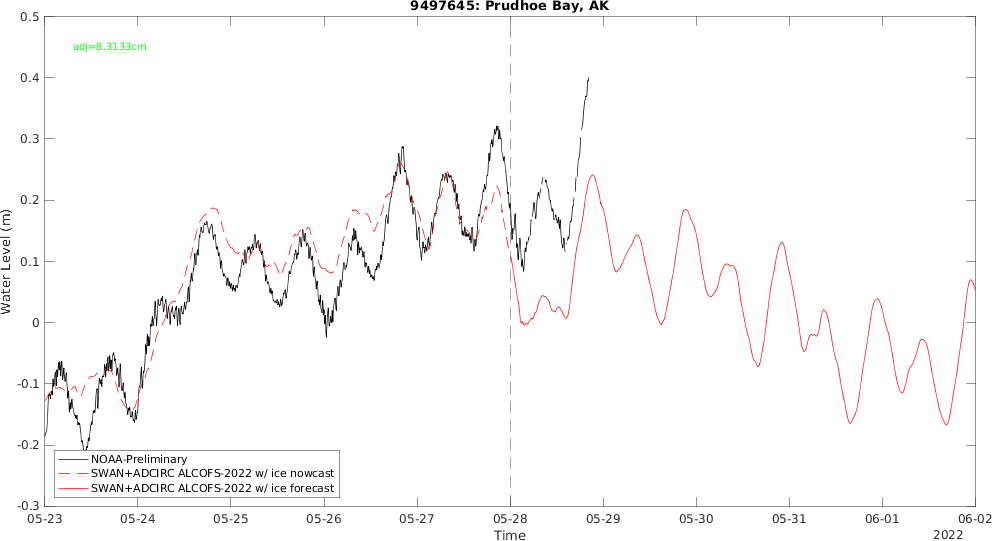 9497645: Prudhoe Bay, AK
adj=8.3133cm
0.5
0.4
0.3
0.2
0.1
0
-0.1
-0.2
-0.3
Water Level (m)
NOAA-Preliminary
SWAN+ADCIRC ALCOFS-2022 w/ ice nowcast
SWAN+ADCIRC ALCOFS-2022 w/ ice forecast
05-23 05-24 05-25 05-26 05-27 05-28 05-29 05-30 05-31 06-01 06-02
Time
2022